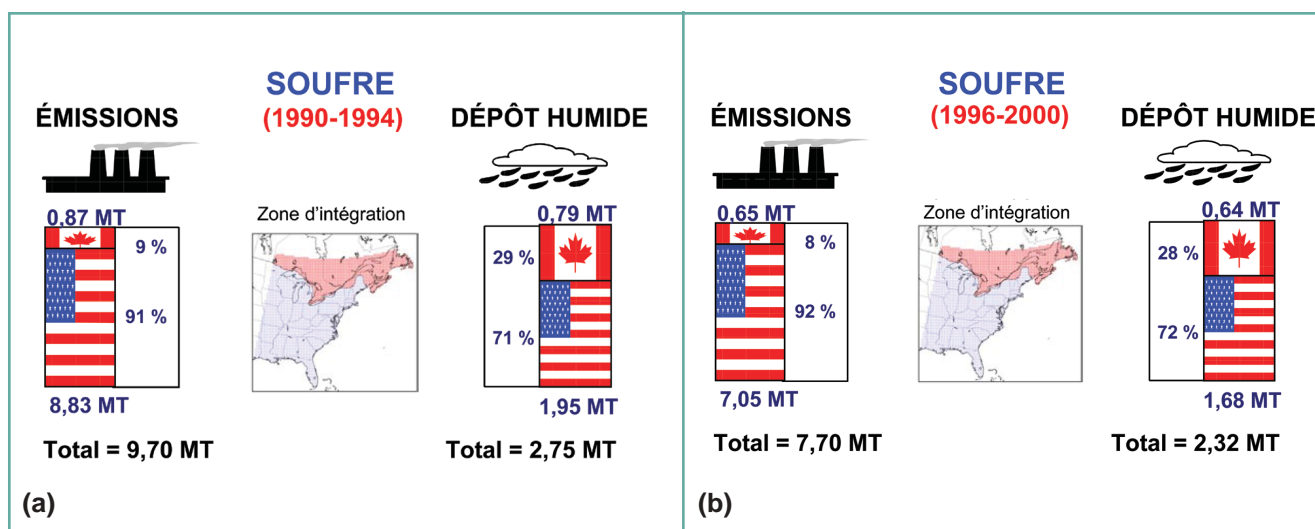 SOUFRE
(1990-1994)
ÉMISSIONS
DÉPÔT HUMIDE
0,87 MT
9 %
91 %
8,83 MT
Total = 9,70 MT
Zone d’intégration
0,79 MT
29 %
71 %
1,95 MT
Total = 2,75 MT
(a)
SOUFRE
(1996-2000)
ÉMISSIONS
DÉPÔT HUMIDE
0,65 MT
8 %
92 %
7,05 MT
Total = 7,70 MT
Zone d’intégration
0,64 MT
28 %
72 %
1,68 MT
Total = 2,32 MT
(b)